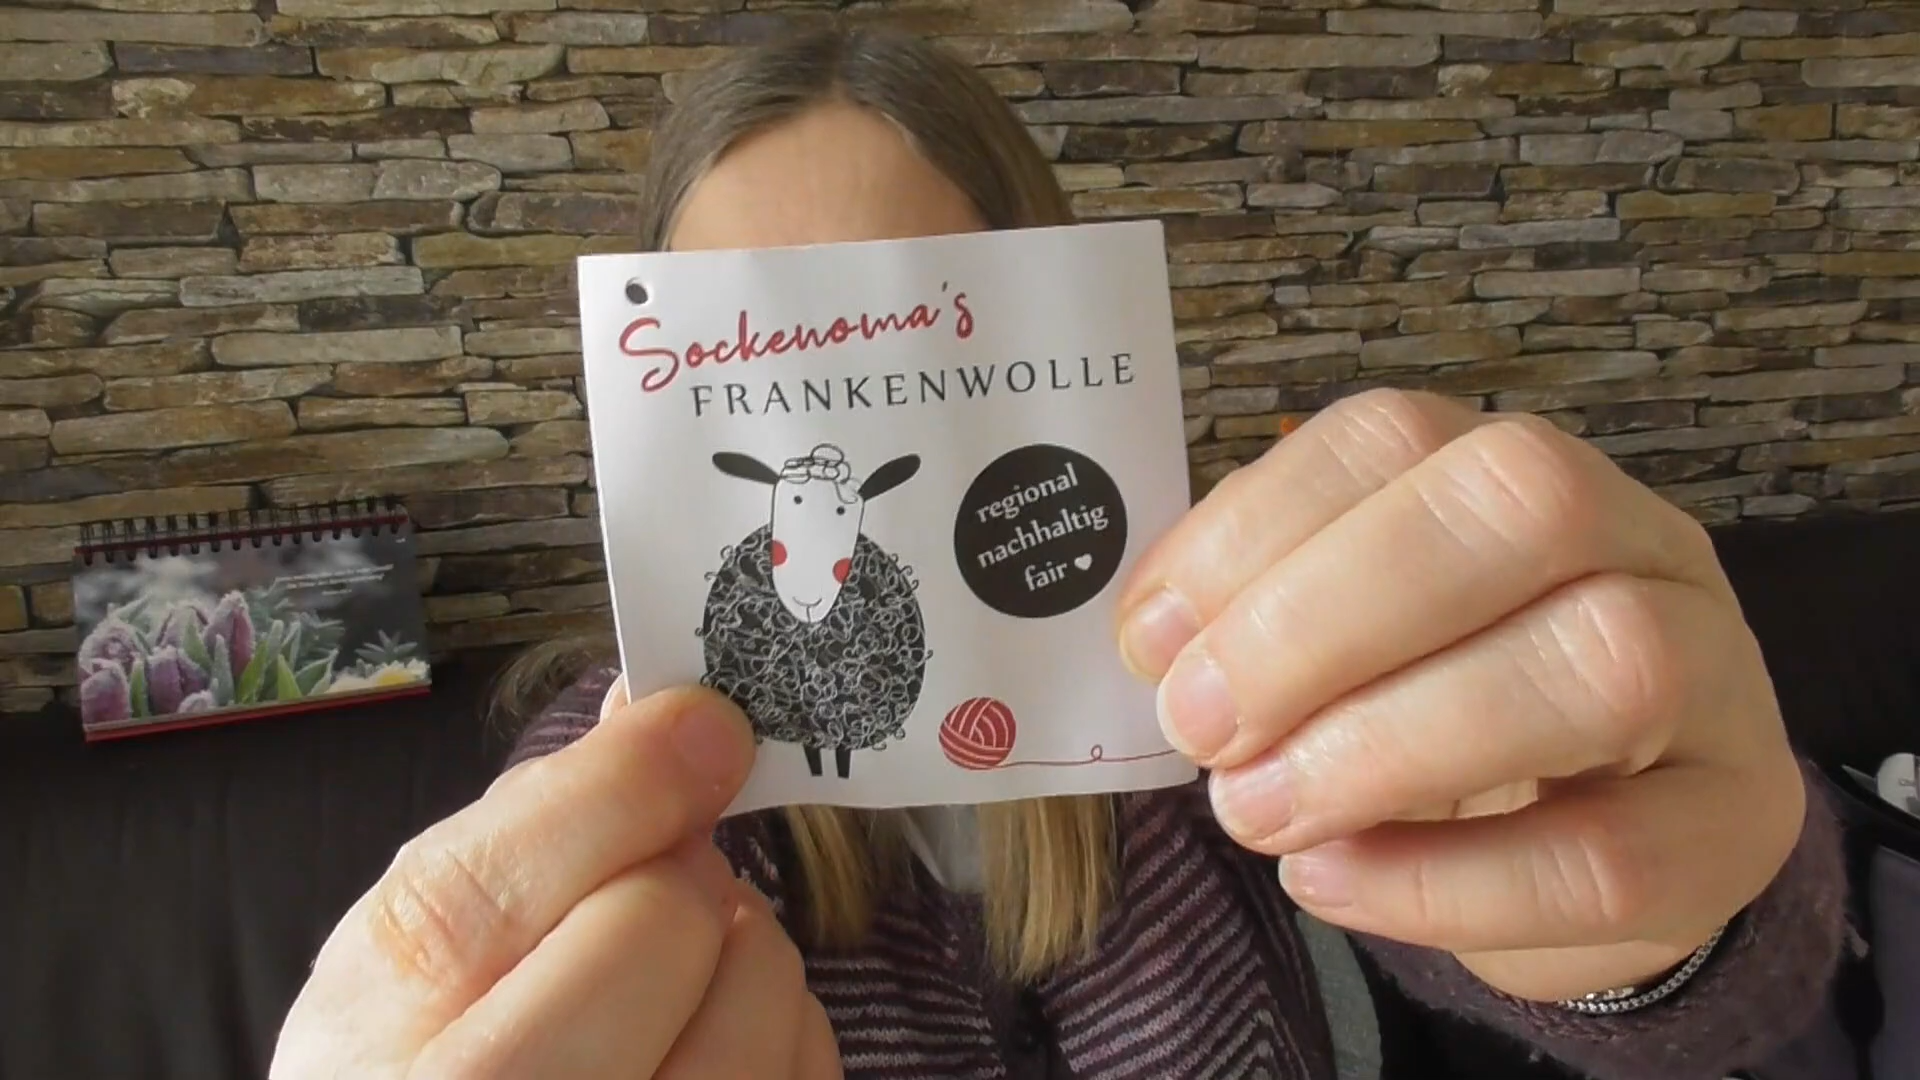 Sockenoma's
FRANKENWOLLE
regional
nachhaltig
fair ♥